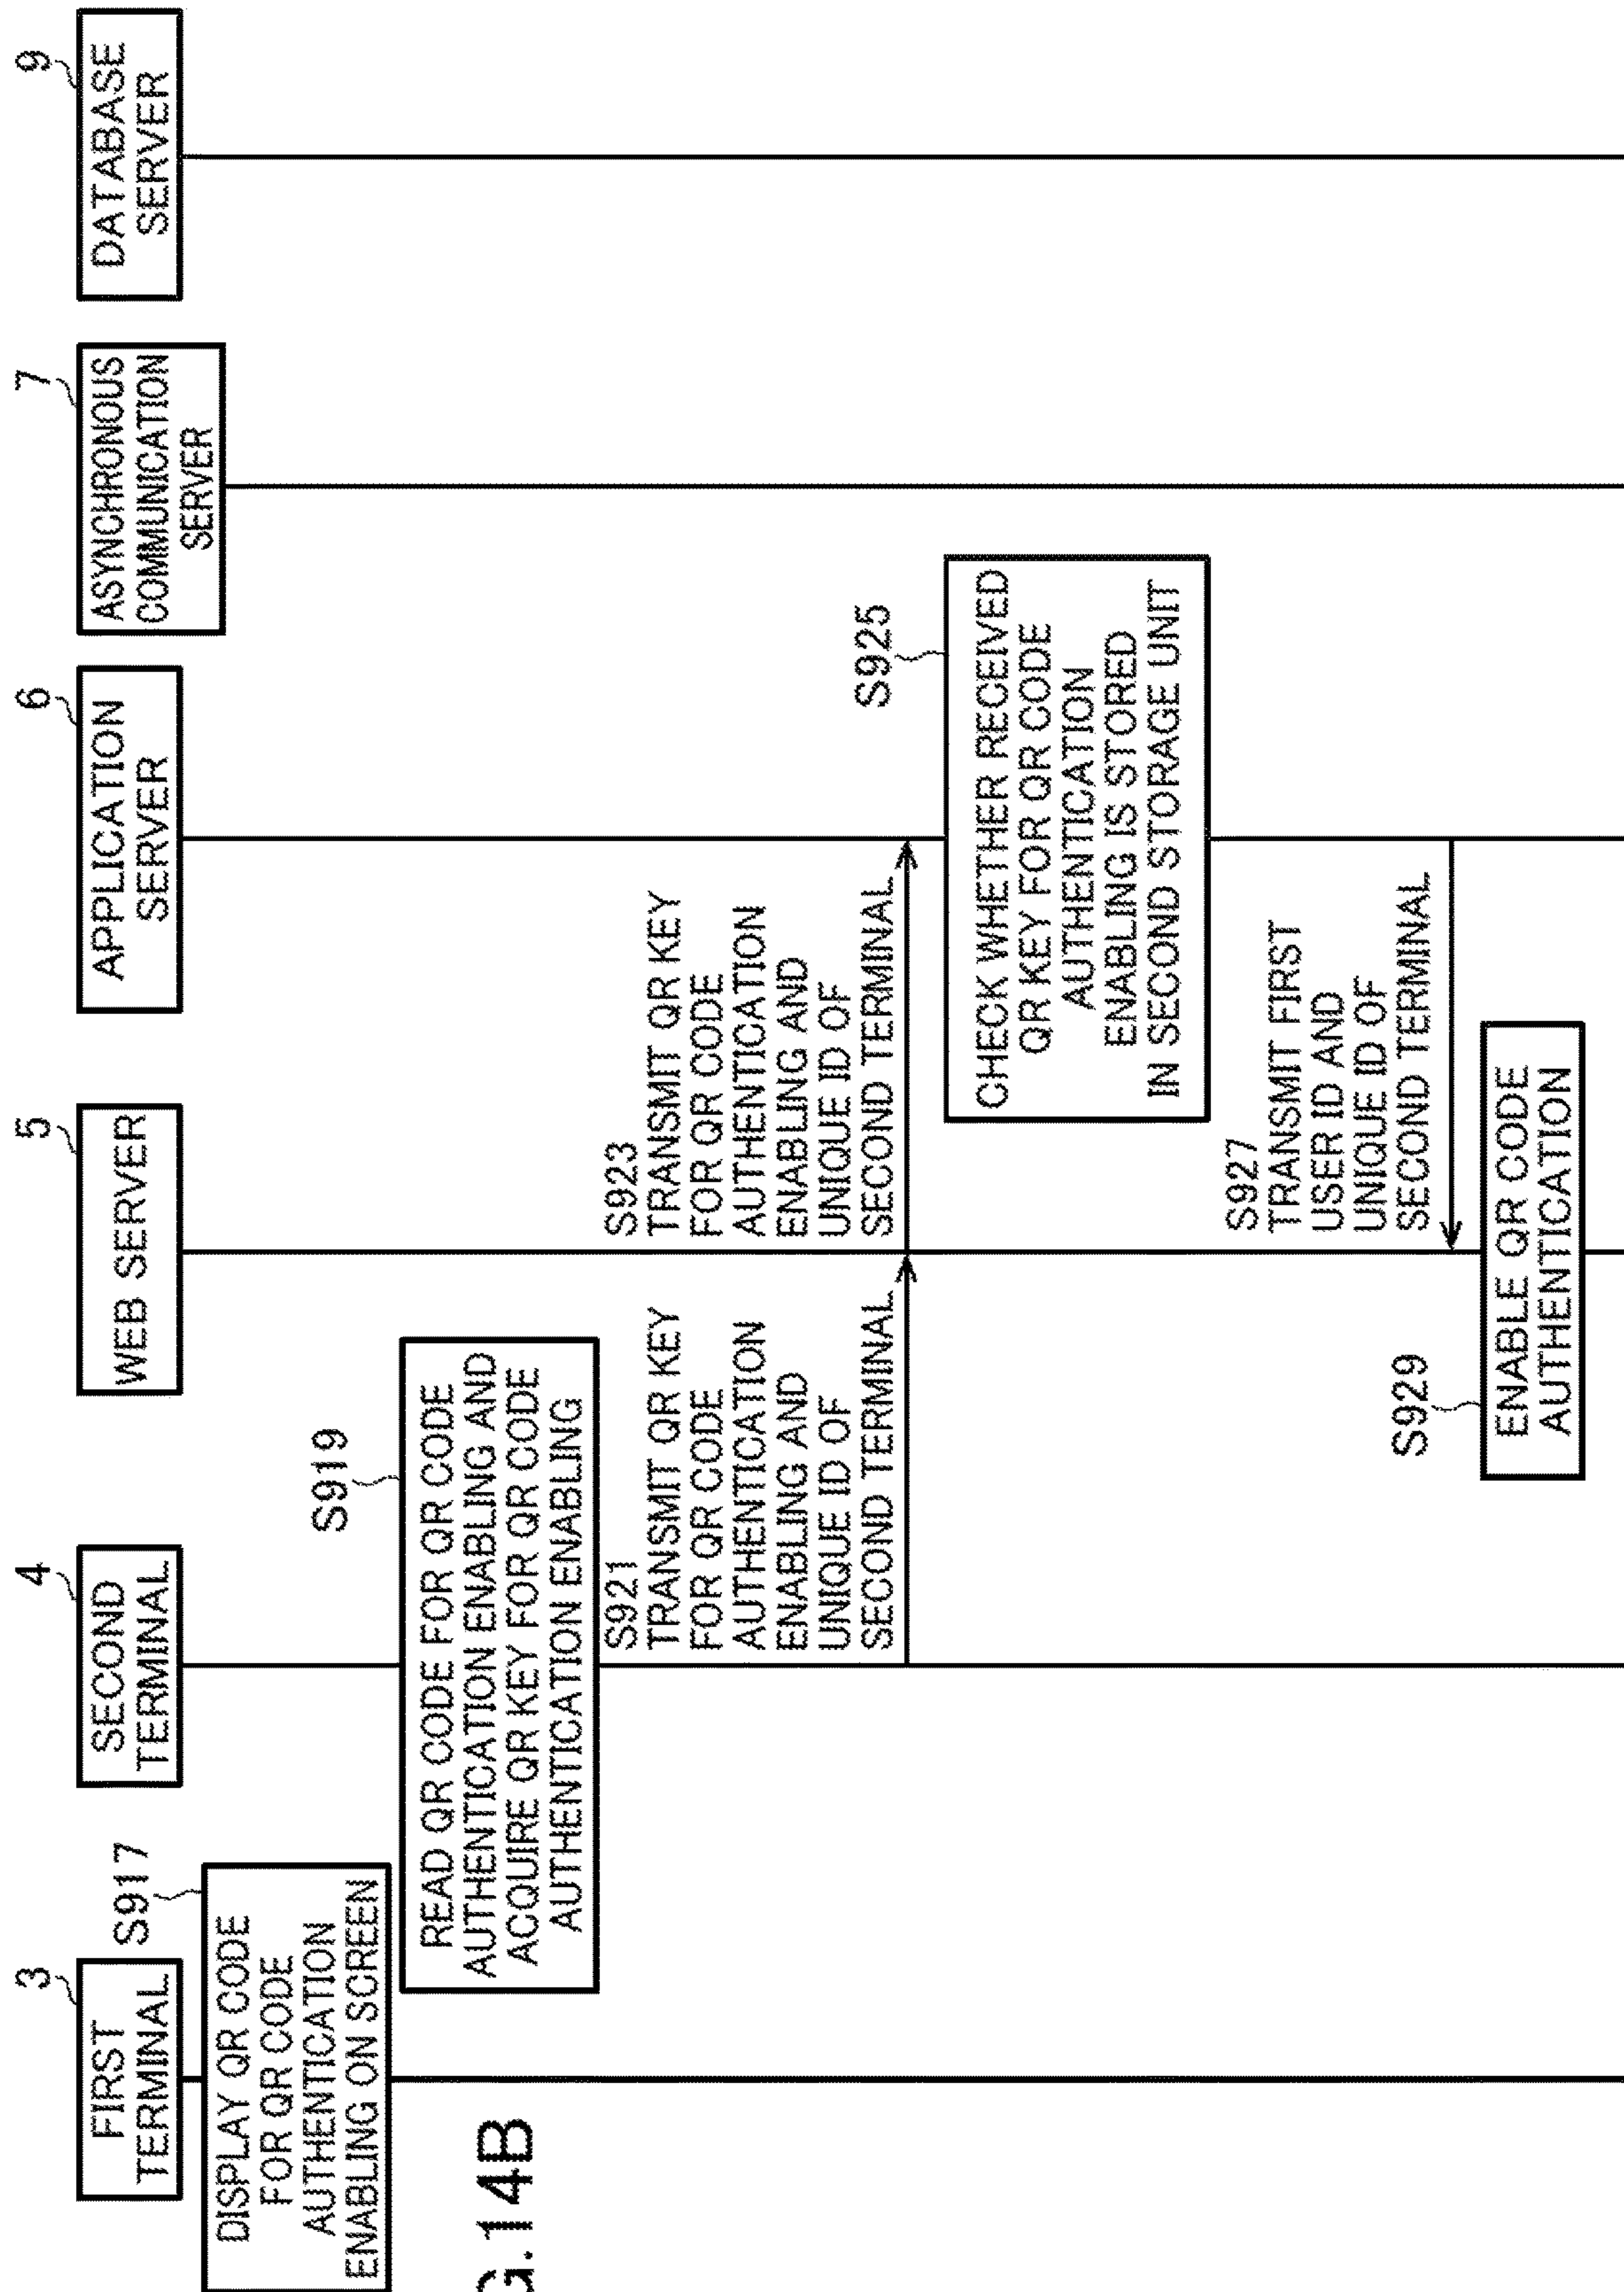 3
FIRST
TERMINAL
4
SECOND
TERMINAL
5
WEB SERVER
6
APPLICATION
SERVER
7
ASYNCHRONOUS
COMMUNICATION
SERVER
9
DATABASE
SERVER
S917
DISPLAY QR CODE
FOR QR CODE
AUTHENTICATION
ENABLING ON SCREEN
S919
READ QR CODE FOR QR CODE
AUTHENTICATION ENABLING AND
ACQUIRE QR KEY FOR QR CODE
AUTHENTICATION ENABLING
S921
TRANSMIT QR KEY
FOR QR CODE
AUTHENTICATION
ENABLING AND
UNIQUE ID OF
SECOND TERMINAL
S923
TRANSMIT QR KEY
FOR QR CODE
AUTHENTICATION
ENABLING AND
UNIQUE ID OF
SECOND TERMINAL
S925
CHECK WHETHER RECEIVED
QR KEY FOR QR CODE
AUTHENTICATION
ENABLING IS STORED
IN SECOND STORAGE UNIT
S927
TRANSMIT FIRST
USER ID AND
UNIQUE ID OF
SECOND TERMINAL
S929
ENABLE QR CODE
AUTHENTICATION
G.14B